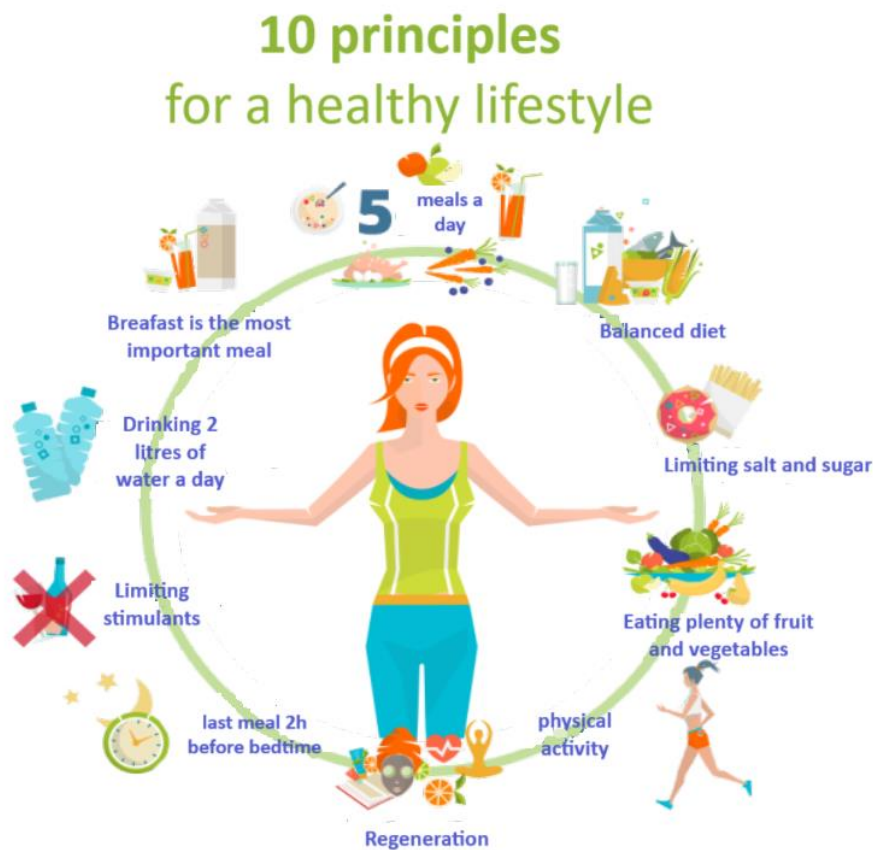 10 principles
for a healthy lifestyle
5
meals a
day
Balanced diet
Limiting salt and sugar
Eating plenty of fruit
and vegetables
physical
activity
Regeneration
last meal 2h
before bedtime
Limiting
stimulants
Drinking 2
litres of
water a day
Breafast is the most
important meal